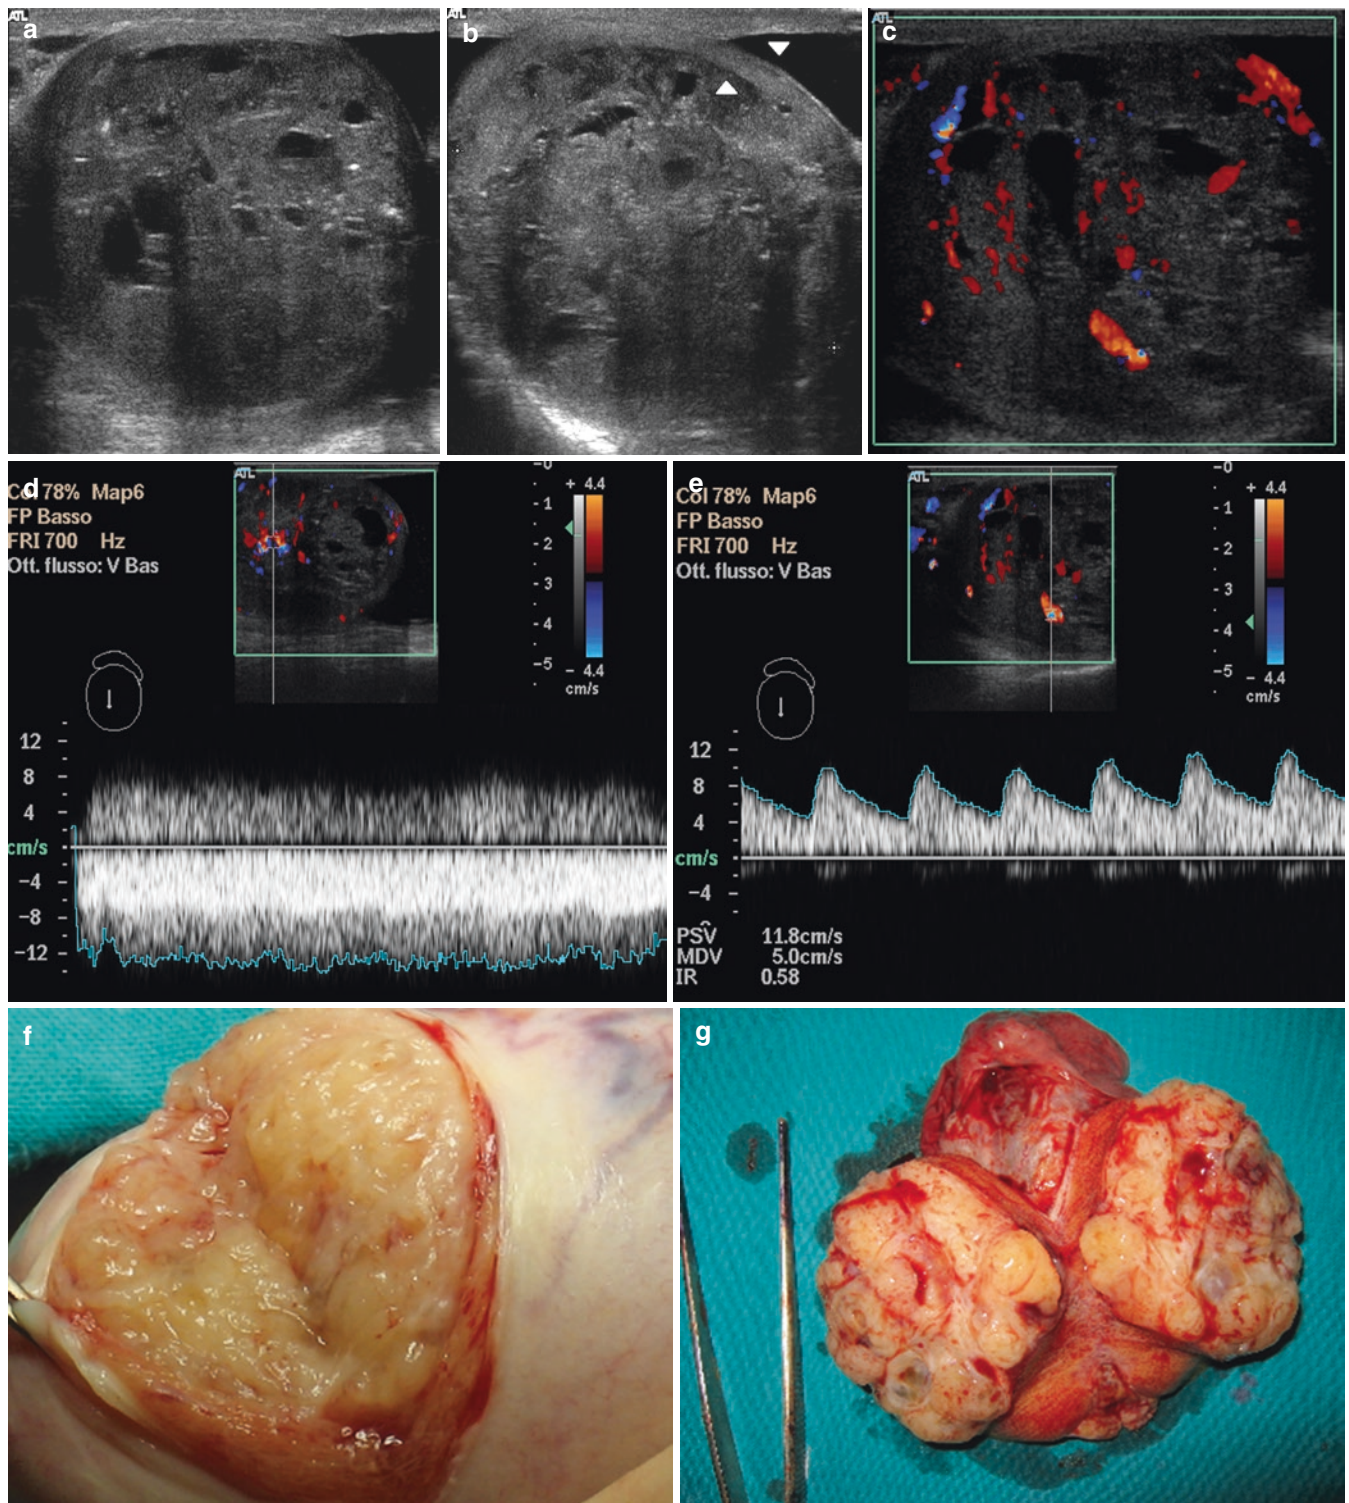 ATL
a
ATL
b
ATL
c
d
ATL
Col 78% Map6
FP Basso
FRI 700 Hz
Ott. flusso: V Bas
-0
-1
-2
-3
-4
-5
+ 4.4
- 4.4
cm/s
12
8
4
cm/s
-4
-8
-12
e
ATL
Col 78% Map6
FP Basso
FRI 700 Hz
Ott. flusso: V Bas
-0
-1
-2
-3
-4
-5
+ 4.4
- 4.4
cm/s
12
8
4
cm/s
-4
PSV 11.8cm/s
MDV 5.0cm/s
IR 0.58
f
g